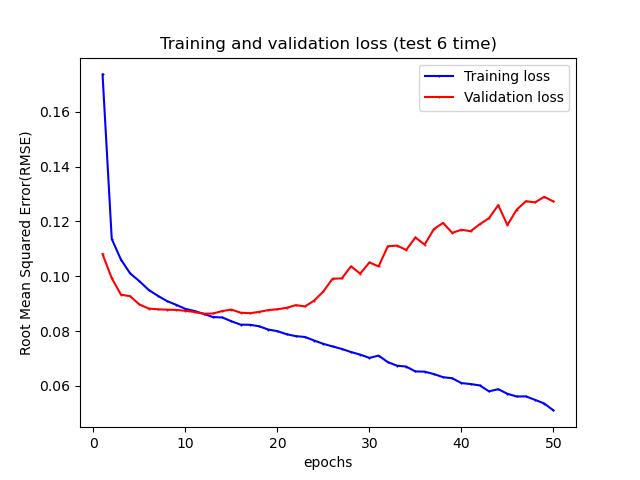 Training and validation loss (test 6 time)
Training loss
Validation loss
Root Mean Squared Error(RMSE)
0.16
0.14
0.12
0.10
0.08
0.06
0 10 20 30 40 50
epochs